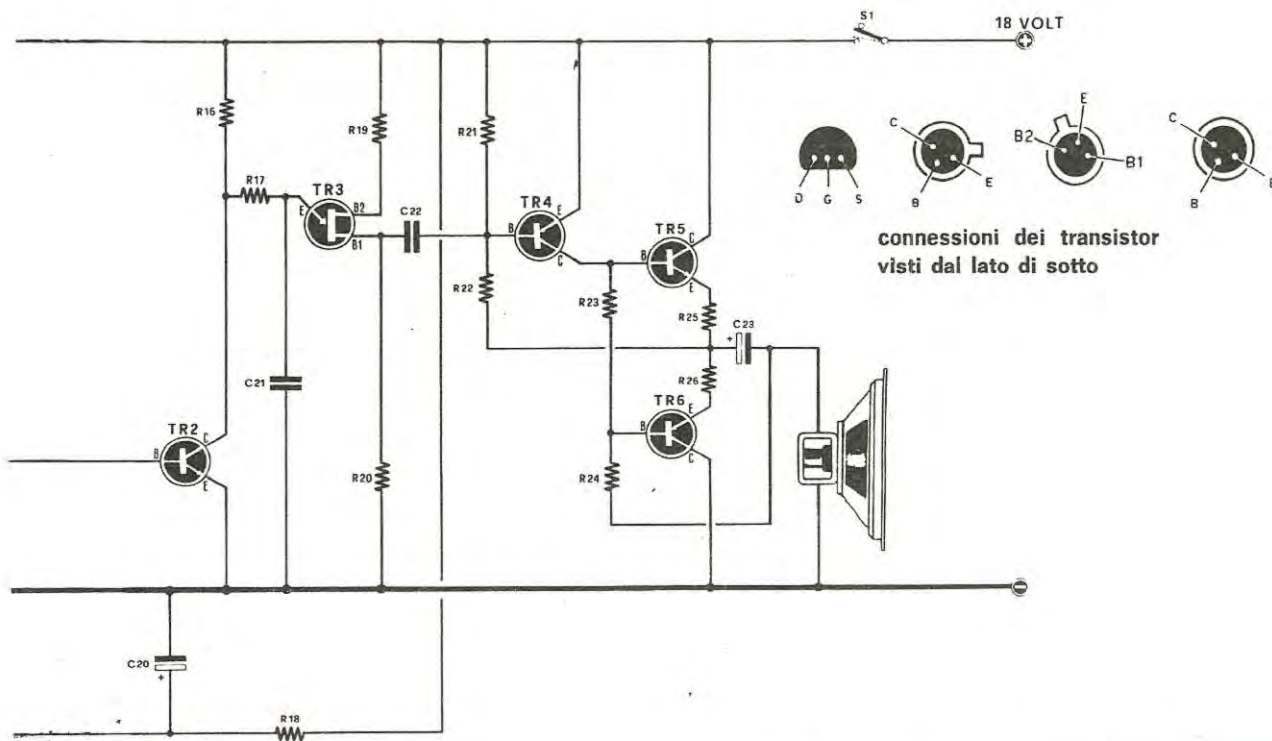 S1
18 VOLT
R16
R19
R21
C
E
E
B2
B1
C
D G S
B
B
connessioni dei transistor
visti dal lato di sotto
R17
TR3
E
B2
B1
C22
TR4
E
B
C
TR5
C
B
E
R22
R23
R25
C23
+
C21
R26
TR6
E
B
C
TR2
C
B
E
R20
R24
C20
+
R18